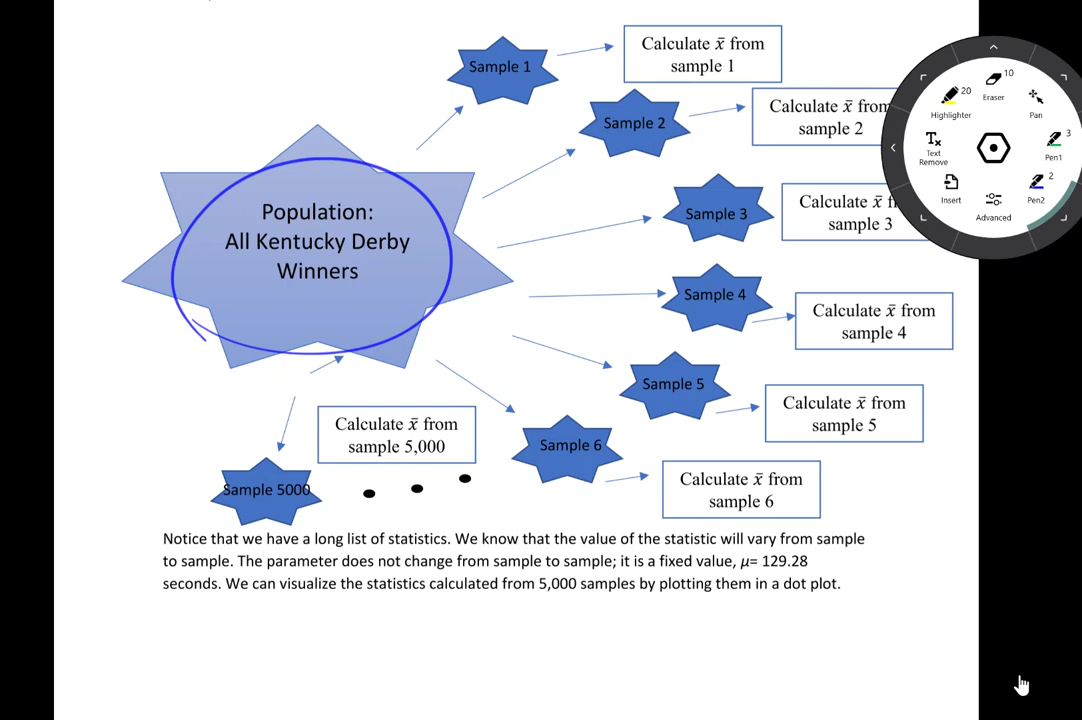 Sample 1
Calculate x̄ from
sample 1
Sample 2
Calculate x̄ from
sample 2
Sample 3
Calculate x̄
sample 3
Population:
All Kentucky Derby
Winners
Sample 4
Calculate x̄ from
sample 4
Sample 5
Calculate x̄ from
sample 5
Sample 6
Calculate x̄ from
sample 6
Calculate x̄ from
sample 5,000
Sample 5000
Notice that we have a long list of statistics. We know that the value of the statistic will vary from sample
to sample. The parameter does not change from sample to sample; it is a fixed value, μ= 129.28
seconds. We can visualize the statistics calculated from 5,000 samples by plotting them in a dot plot.
10
Eraser
20
Highlighter
Pan
3
Pen1
Text
Remove
2
Pen2
Insert
Advanced